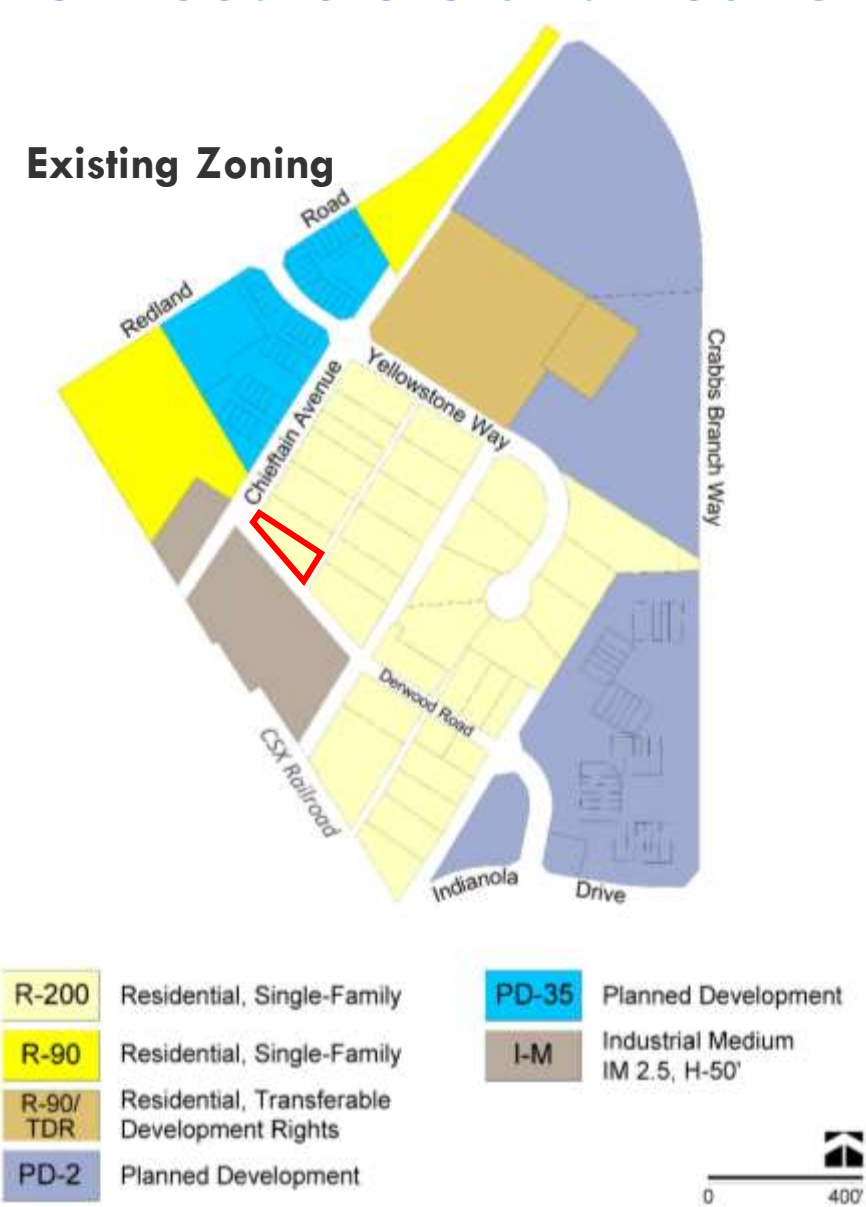 Existing Zoning
Road
Redland
Chieftain Avenue
Yellowstone Way
Crabbs Branch Way
Derwood Road
CSX Railroad
Indianola
Drive
R-200 Residential, Single-Family
R-90 Residential, Single-Family
R-90/
TDR
Residential, Transferable
Development Rights
PD-2 Planned Development
PD-35 Planned Development
I-M
Industrial Medium
IM 2.5, H-50'
0 400'